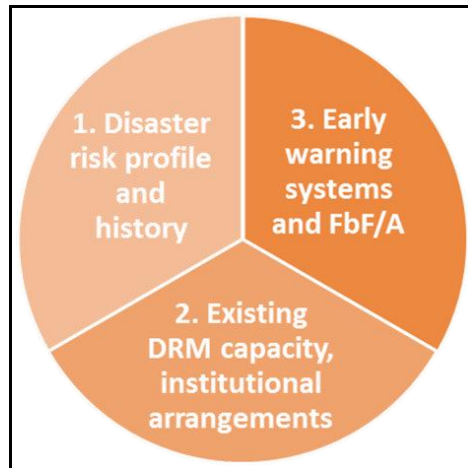 1. Disaster
risk profile
and
history
2. Existing
DRM capacity,
institutional
arrangements
3. Early
warning
systems
and FbF/A